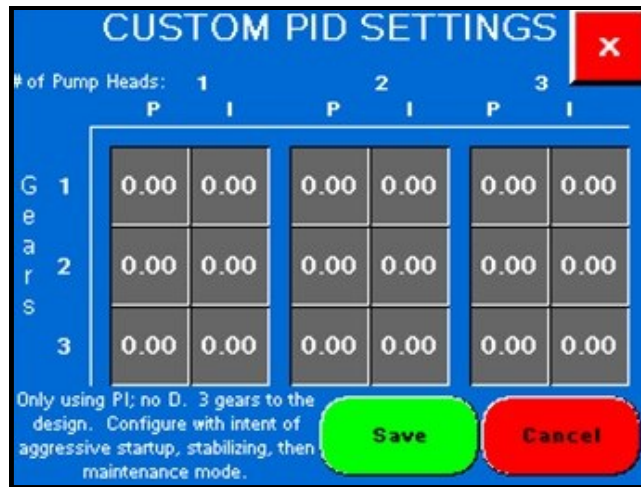 CUSTOM PID SETTINGS X
# of Pump Heads: 1 2 3
P I P I P I
Gears
1 0.00 0.00 0.00 0.00 0.00 0.00
2 0.00 0.00 0.00 0.00 0.00 0.00
3 0.00 0.00 0.00 0.00 0.00 0.00
Only using PI; no D. 3 gears to the
design. Configure with intent of
aggressive startup, stabilizing, then
maintenance mode.
Save Cancel